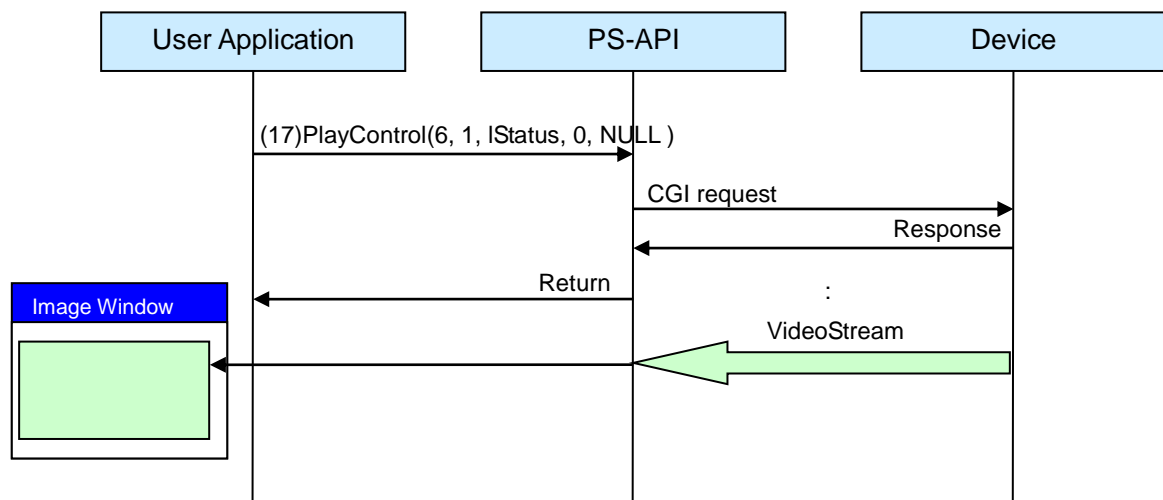 User Application
PS-API
Device
(17)PlayControl(6, 1, lStatus, 0, NULL )
CGI request
Response
Return
:
Image Window
VideoStream